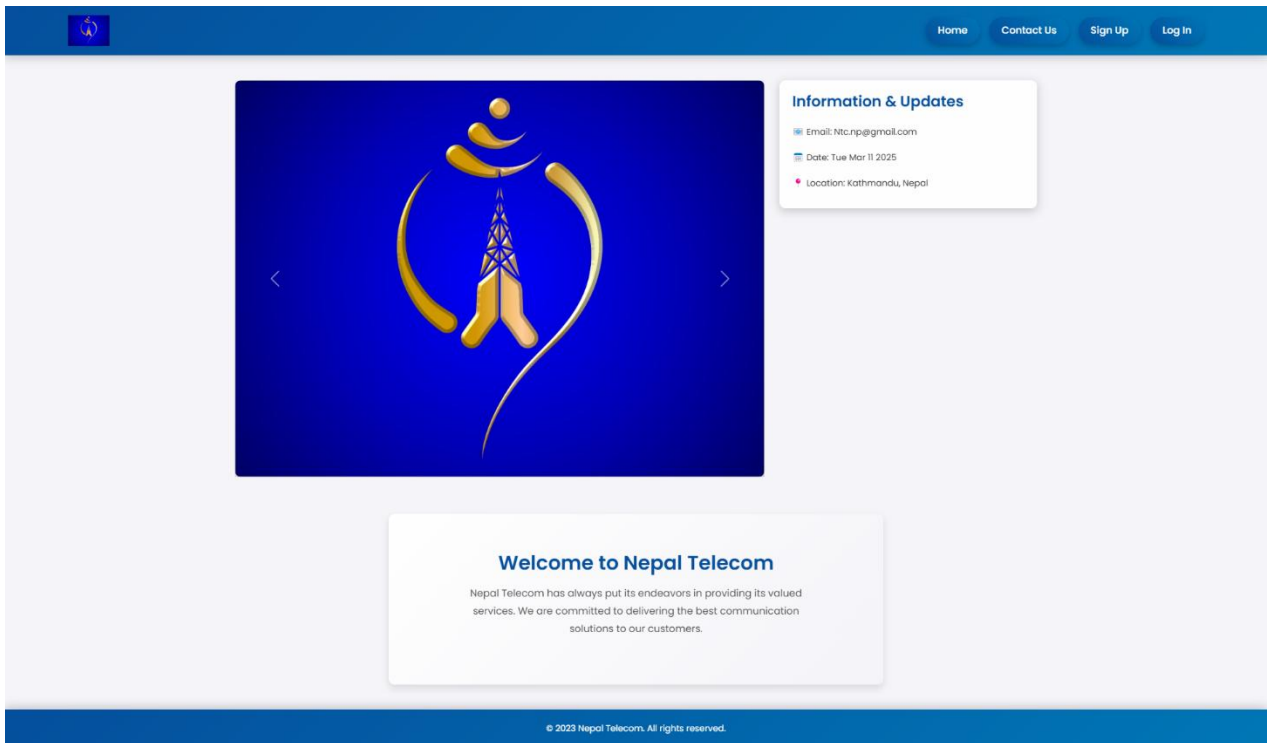 Home
Contact Us
Sign Up
Log In
Information & Updates
Email: Ntc.np@gmail.com
Date: Tue Mar 11 2025
Location: Kathmandu, Nepal
Welcome to Nepal Telecom
Nepal Telecom has always put its endeavors in providing its valued
services. We are committed to delivering the best communication
solutions to our customers.
© 2023 Nepal Telecom. All rights reserved.